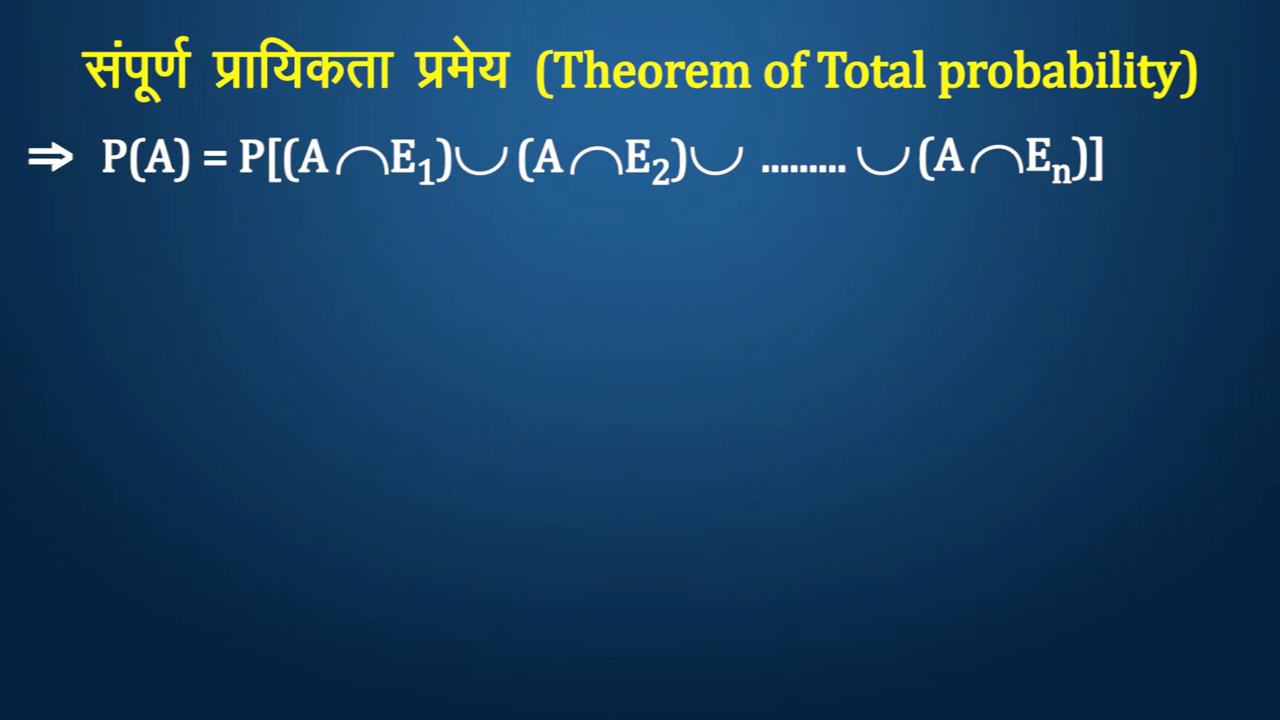 संपूर्ण प्रायिकता प्रमेय (Theorem of Total probability)
⇒ P(A) = P[(A ⌒ E₁) ⌣ (A ⌒ E₂) ⌣ ......... ⌣ (A ⌒ Eₙ)]